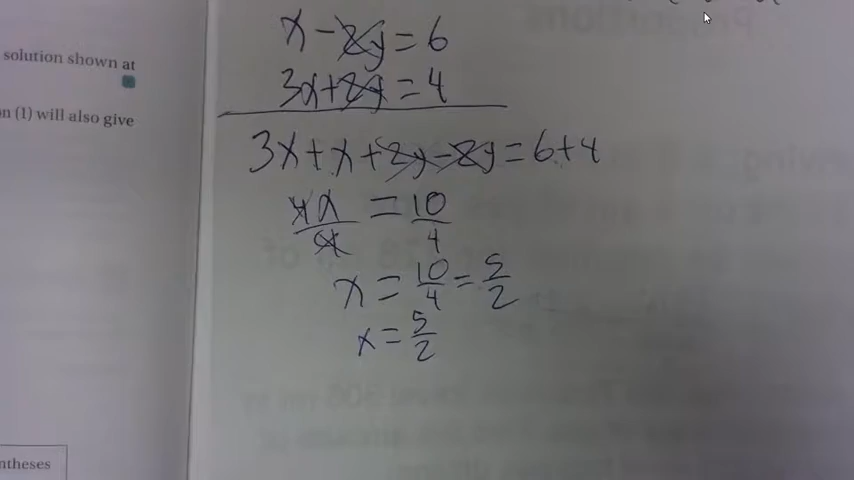 solution shown at
n (1) will also give
ntheses
x - 2y = 6
3x + 2y = 4
3x + x + 2y - 2y = 6 + 4
4x/4 = 10/4
x = 10/4 = 5/2
x = 5/2